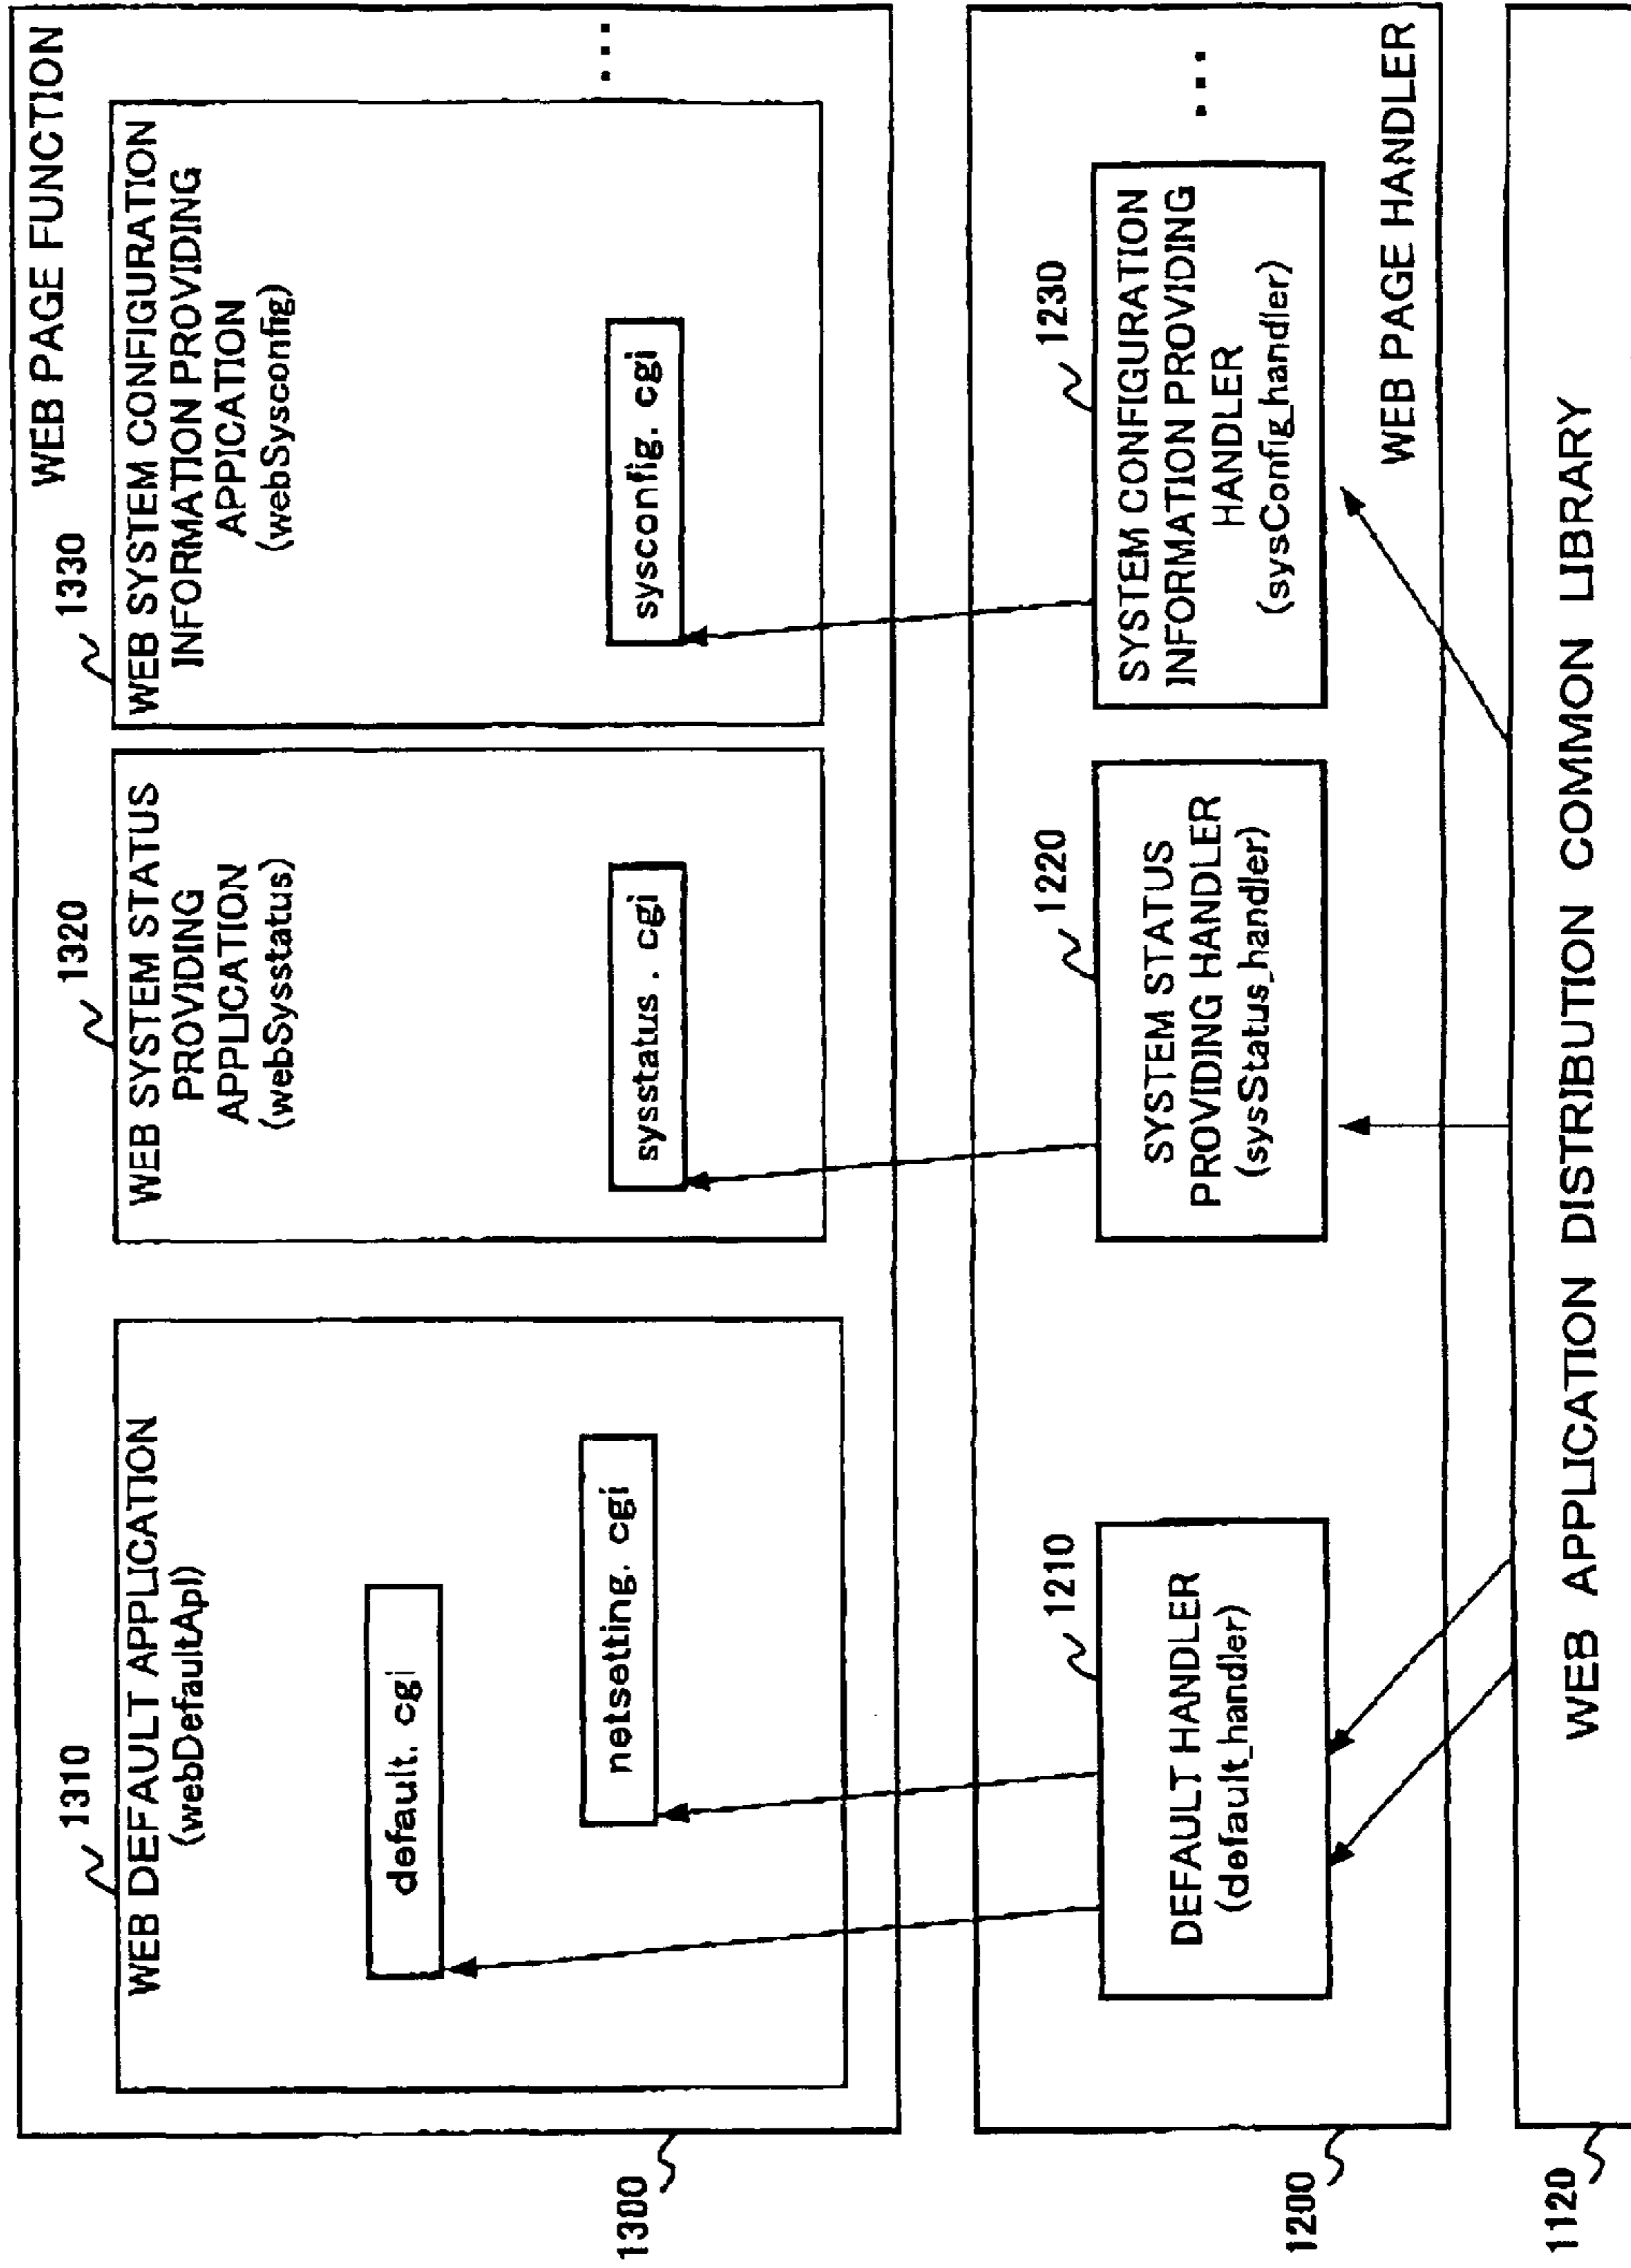 WEB PAGE FUNCTION
1310
WEB DEFAULT APPLICATION
(webDefaultApl)
default. cgi
netsetting. cgi
1320
WEB SYSTEM STATUS
PROVIDING
APPLICATION
(webSysstatus)
sysstatus . cgi
1330
WEB SYSTEM CONFIGURATION
INFORMATION PROVIDING
APPICATION
(webSysconfig)
sysconfig. cgi
...
1300
1210
DEFAULT HANDLER
(default_handler)
1220
SYSTEM STATUS
PROVIDING HANDLER
(sysStatus_handler)
1230
SYSTEM CONFIGURATION
INFORMATION PROVIDING
HANDLER
(sysConfig_handler)
...
WEB PAGE HANDLER
1200
WEB APPLICATION DISTRIBUTION COMMON LIBRARY
1120